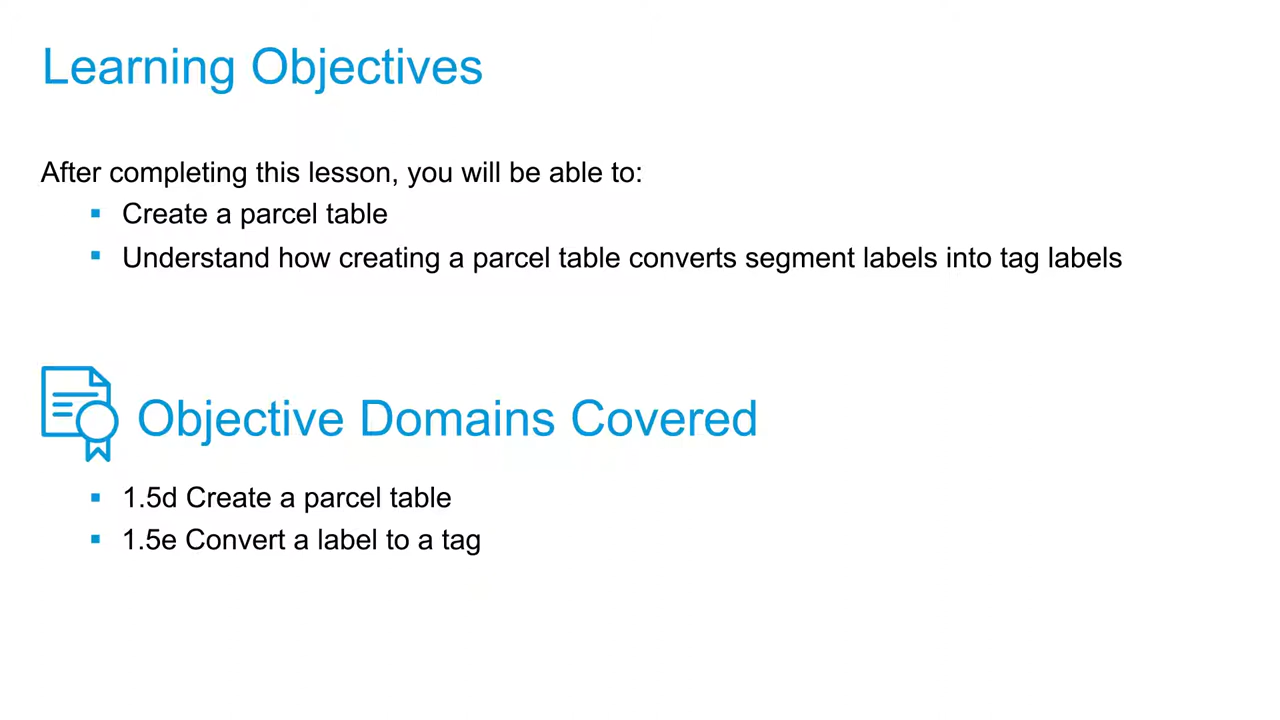 Learning Objectives
After completing this lesson, you will be able to:
▪ Create a parcel table
▪ Understand how creating a parcel table converts segment labels into tag labels
Objective Domains Covered
▪ 1.5d Create a parcel table
▪ 1.5e Convert a label to a tag